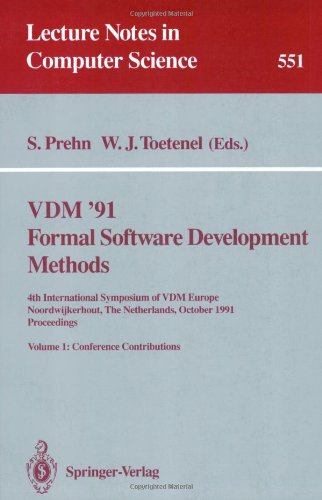 Lecture Notes in
Computer Science
551
S. Prehn W. J. Toetenel (Eds.)
VDM '91
Formal Software Development
Methods
4th International Symposium of VDM Europe
Noordwijkerhout, The Netherlands, October 1991
Proceedings
Volume 1: Conference Contributions
Springer-Verlag